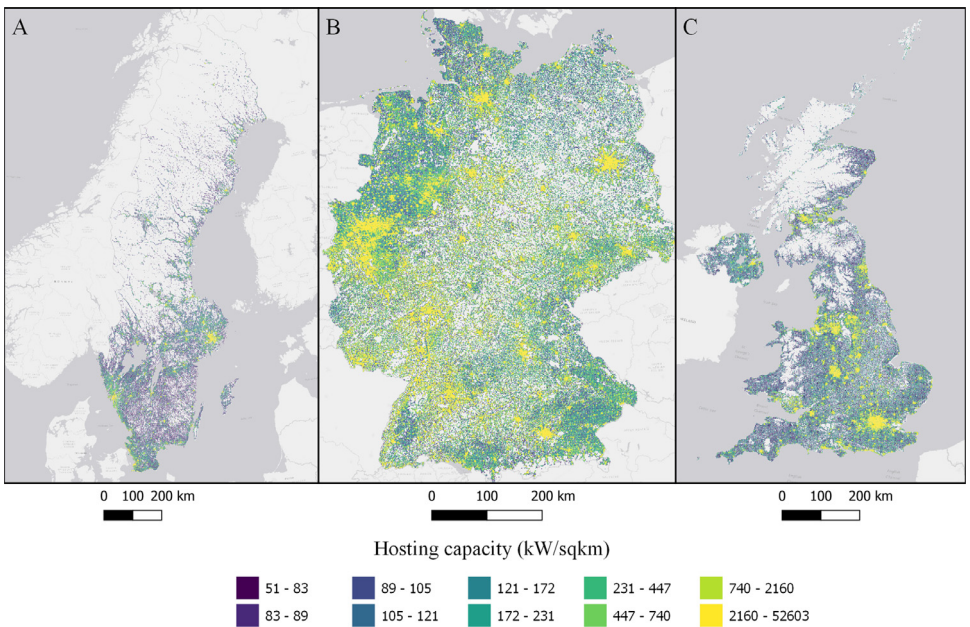 A
B
C
0 100 200 km
0 100 200 km
0 100 200 km
Hosting capacity (kW/sqkm)
51 - 83
89 - 105
121 - 172
231 - 447
740 - 2160
83 - 89
105 - 121
172 - 231
447 - 740
2160 - 52603